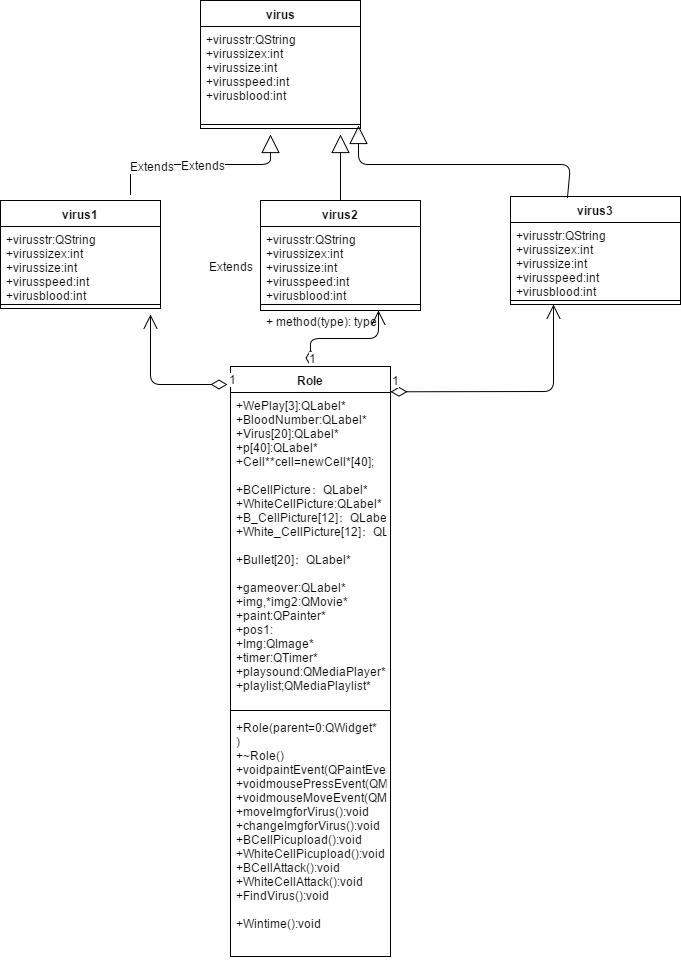 virus
+virusstr:QString
+virussizex:int
+virussize:int
+virusspeed:int
+virusblood:int
Extends
Extends
virus1
+virusstr:QString
+virussizex:int
+virussize:int
+virusspeed:int
+virusblood:int
Extends
virus2
+virusstr:QString
+virussizex:int
+virussize:int
+virusspeed:int
+virusblood:int
+ method(type): type
virus3
+virusstr:QString
+virussizex:int
+virussize:int
+virusspeed:int
+virusblood:int
1
1
1
Role
+WePlay[3]:QLabel*
+BloodNumber:QLabel*
+Virus[20]:QLabel*
+p[40]:QLabel*
+Cell**cell=newCell*[40];
+BCellPicture：QLabel*
+WhiteCellPicture:QLabel*
+B_CellPicture[12]：QLabe
+White_CellPicture[12]：QL
+Bullet[20]：QLabel*
+gameover:QLabel*
+img,*img2:QMovie*
+paint:QPainter*
+pos1:
+Img:QImage*
+timer:QTimer*
+playsound:QMediaPlayer*
+playlist;QMediaPlaylist*
+Role(parent=0:QWidget*
)
+~Role()
+voidpaintEvent(QPaintEve
+voidmousePressEvent(QM
+voidmouseMoveEvent(QM
+moveImgforVirus():void
+changeImgforVirus():void
+BCellPicupload():void
+WhiteCellPicupload():void
+BCellAttack():void
+WhiteCellAttack():void
+FindVirus():void
+Wintime():void